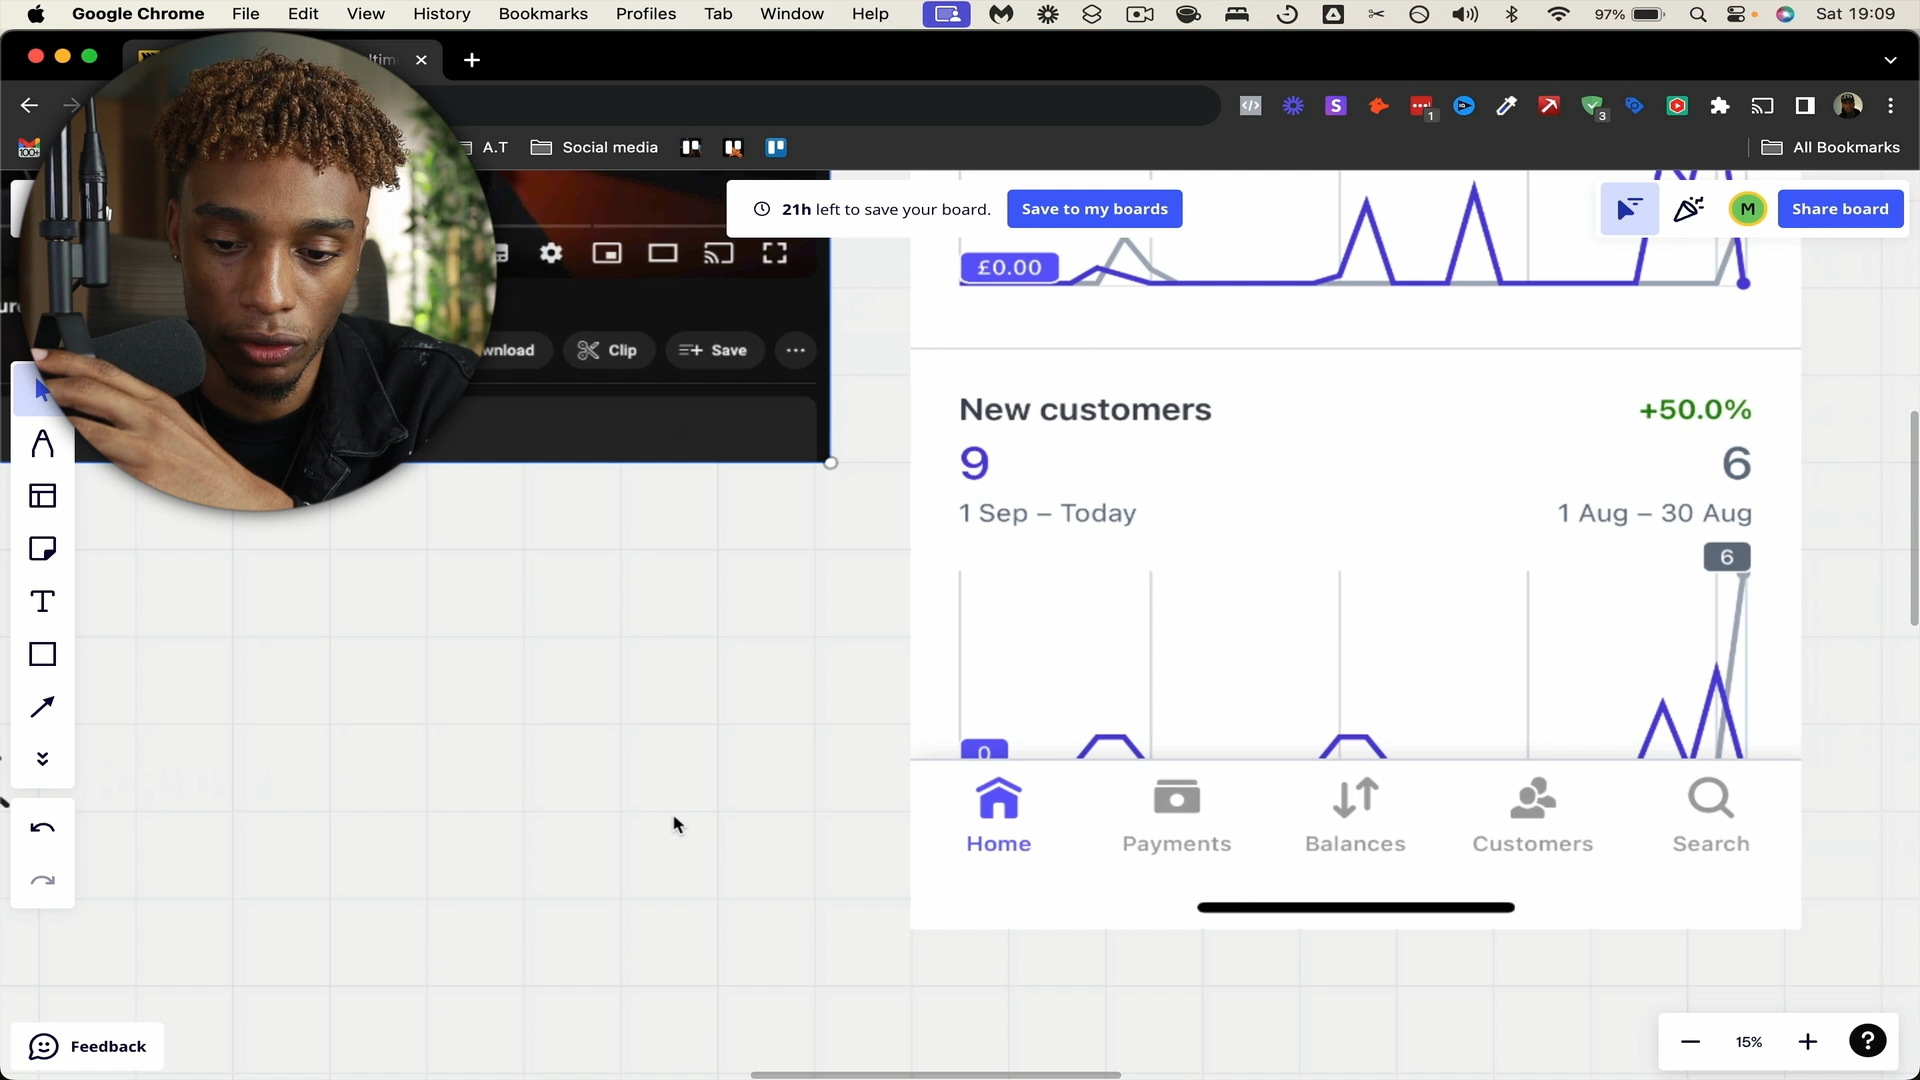 Google Chrome File Edit View History Bookmarks Profiles Tab Window Help 97% Sat 19:09
1 3
100+ A.T Social media All Bookmarks
21h left to save your board. Save to my boards M Share board
£0.00
Clip Save
New customers +50.0%
9 6
1 Sep – Today 1 Aug – 30 Aug
6
0
Home Payments Balances Customers Search
Feedback 15% ?